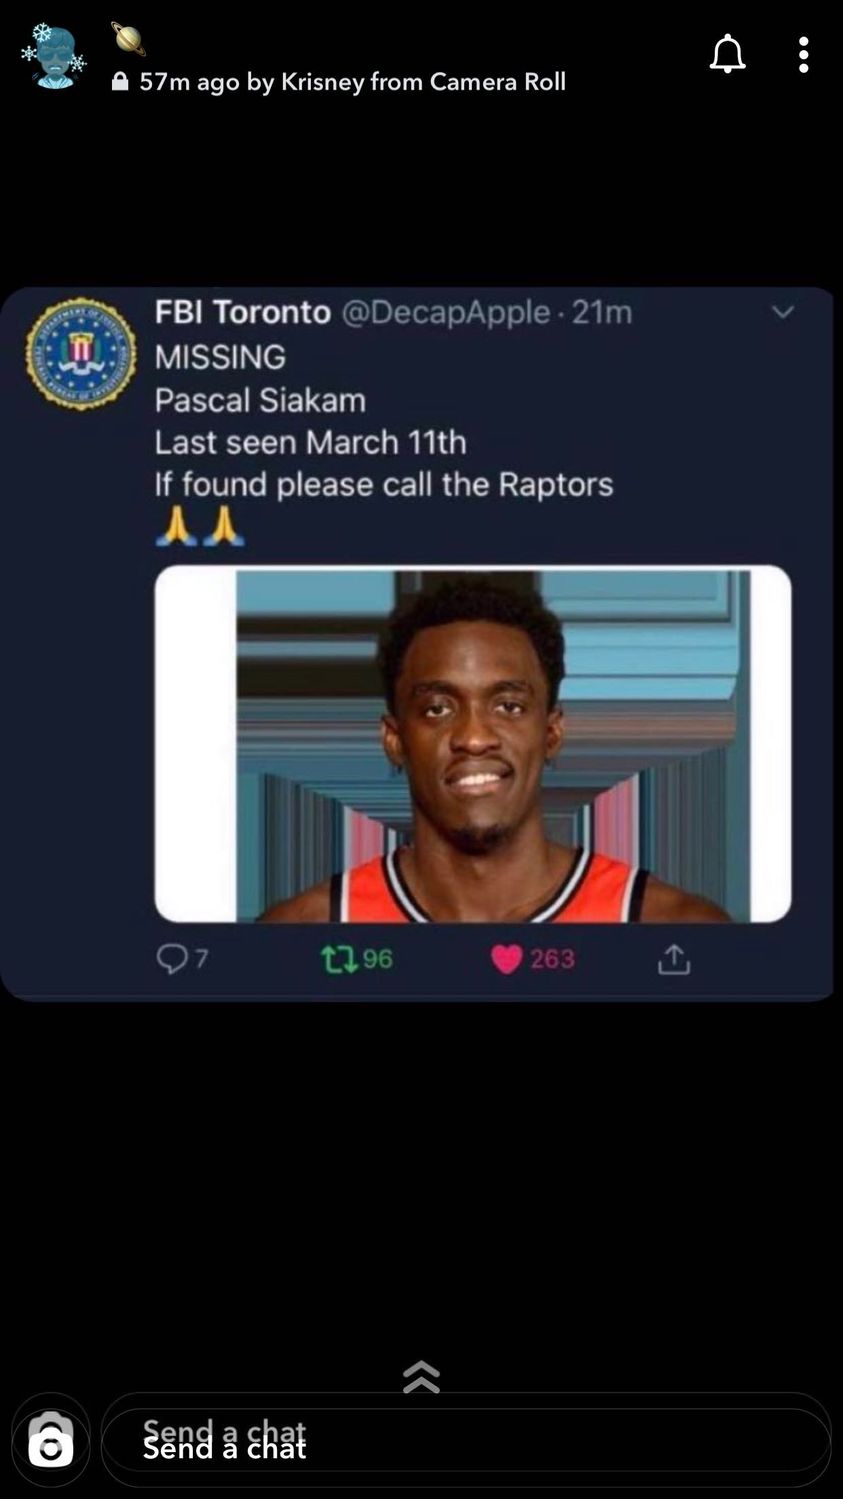 🪐
57m ago by Krisney from Camera Roll
FBI Toronto @DecapApple · 21m
MISSING
Pascal Siakam
Last seen March 11th
If found please call the Raptors
🙏🙏
7 96 263
Send a chat
Send a chat